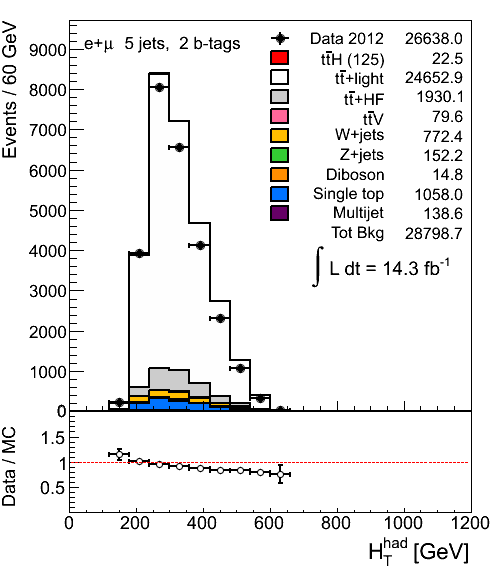 e+μ 5 jets, 2 b-tags
Data 2012 26638.0
tt̄H (125) 22.5
tt̄+light 24652.9
tt̄+HF 1930.1
tt̄V 79.6
W+jets 772.4
Z+jets 152.2
Diboson 14.8
Single top 1058.0
Multijet 138.6
Tot Bkg 28798.7
∫ L dt = 14.3 fb⁻¹
Events / 60 GeV
9000
8000
7000
6000
5000
4000
3000
2000
1000
0
Data / MC
1.5
1
0.5
0 200 400 600 800 1000 1200
H_T^had [GeV]